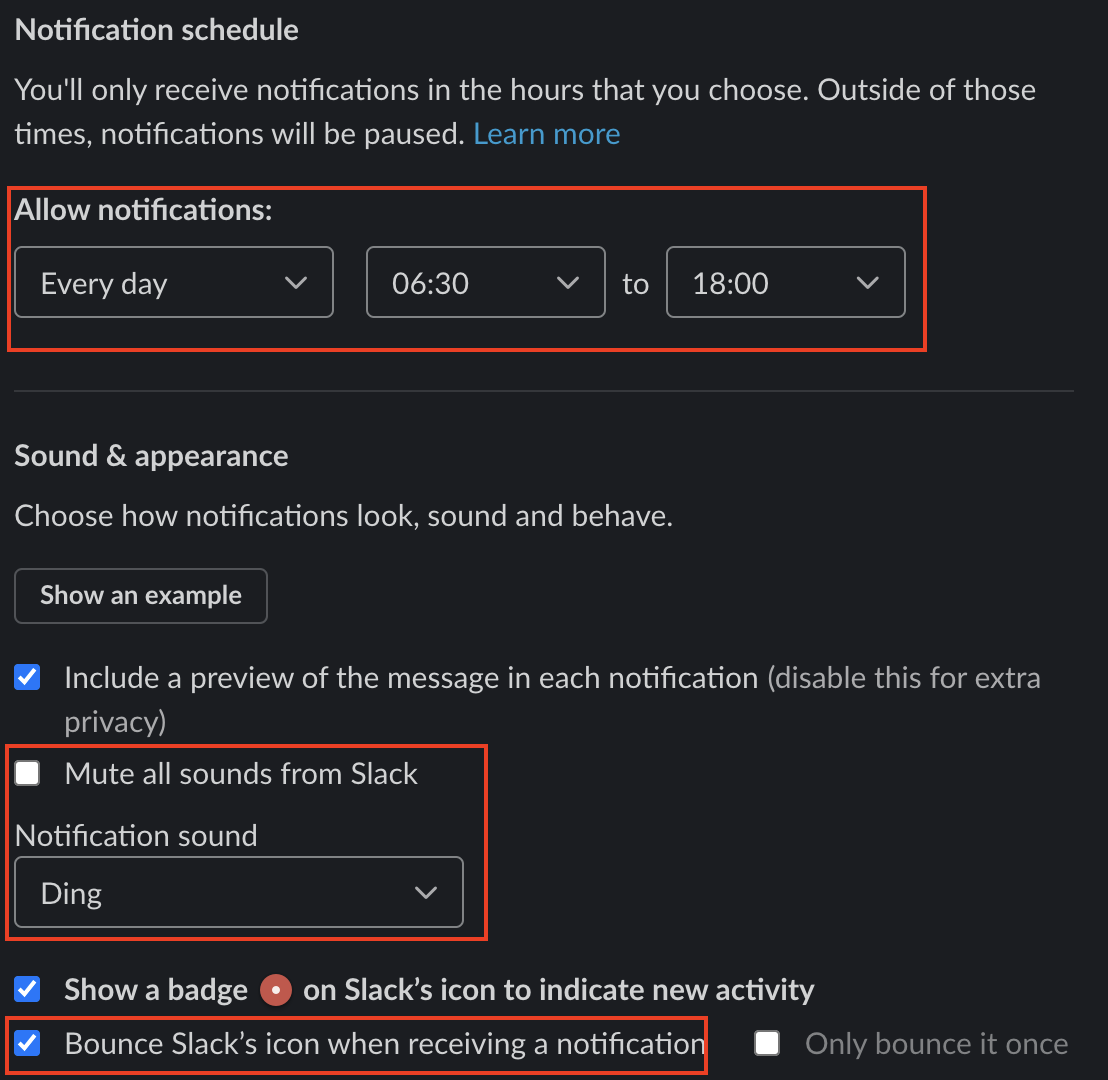 Notification schedule
You'll only receive notifications in the hours that you choose. Outside of those
times, notifications will be paused. Learn more
Allow notifications:
Every day 06:30 to 18:00
Sound & appearance
Choose how notifications look, sound and behave.
Show an example
Include a preview of the message in each notification (disable this for extra
privacy)
Mute all sounds from Slack
Notification sound
Ding
Show a badge on Slack’s icon to indicate new activity
Bounce Slack’s icon when receiving a notification Only bounce it once